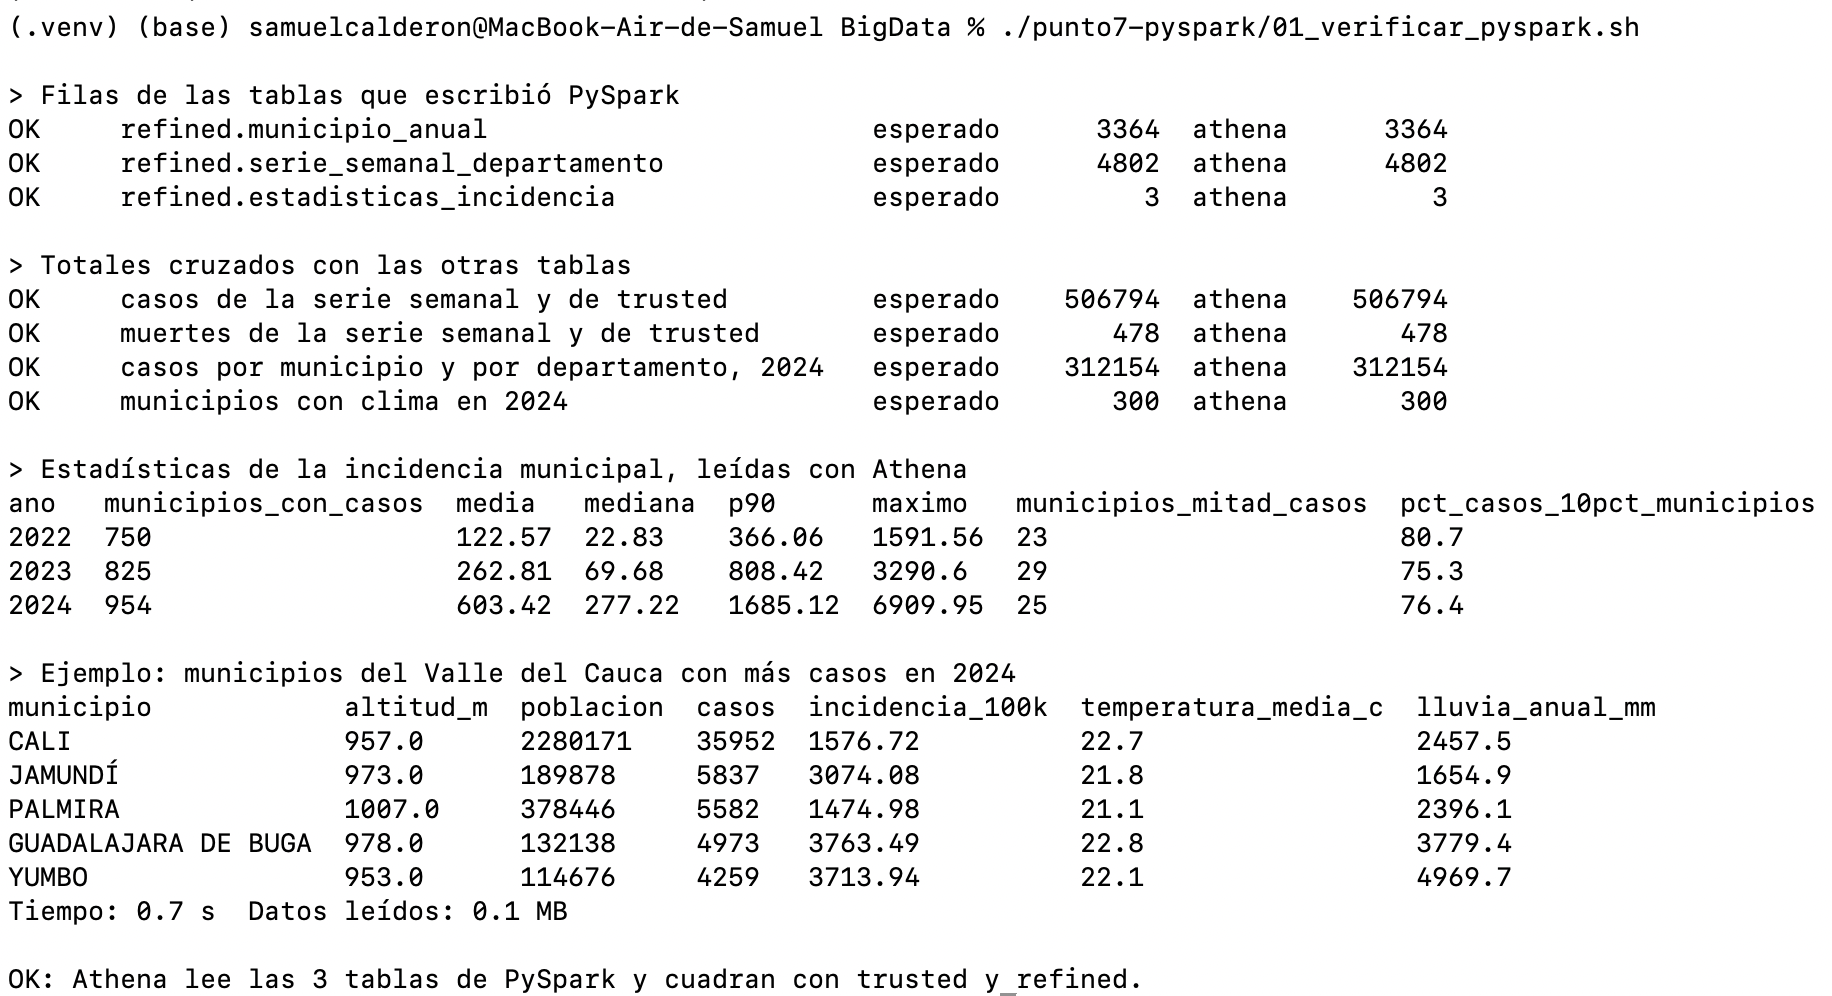 (.venv) (base) samuelcalderon@MacBook-Air-de-Samuel BigData % ./punto7-pyspark/01_verificar_pyspark.sh
> Filas de las tablas que escribió PySpark
OK     refined.municipio_anual                        esperado      3364  athena      3364
OK     refined.serie_semanal_departamento             esperado      4802  athena      4802
OK     refined.estadisticas_incidencia                esperado         3  athena         3
> Totales cruzados con las otras tablas
OK     casos de la serie semanal y de trusted         esperado    506794  athena    506794
OK     muertes de la serie semanal y de trusted       esperado       478  athena       478
OK     casos por municipio y por departamento, 2024   esperado    312154  athena    312154
OK     municipios con clima en 2024                   esperado       300  athena       300
> Estadísticas de la incidencia municipal, leídas con Athena
ano   municipios_con_casos  media   mediana  p90      maximo   municipios_mitad_casos  pct_casos_10pct_municipios
2022  750                   122.57  22.83    366.06   1591.56  23                      80.7
2023  825                   262.81  69.68    808.42   3290.6   29                      75.3
2024  954                   603.42  277.22   1685.12  6909.95  25                      76.4
> Ejemplo: municipios del Valle del Cauca con más casos en 2024
municipio            altitud_m  poblacion  casos  incidencia_100k  temperatura_media_c  lluvia_anual_mm
CALI                 957.0      2280171    35952  1576.72          22.7                 2457.5
JAMUNDÍ              973.0      189878     5837   3074.08          21.8                 1654.9
PALMIRA              1007.0     378446     5582   1474.98          21.1                 2396.1
GUADALAJARA DE BUGA  978.0      132138     4973   3763.49          22.8                 3779.4
YUMBO                953.0      114676     4259   3713.94          22.1                 4969.7
Tiempo: 0.7 s  Datos leídos: 0.1 MB
OK: Athena lee las 3 tablas de PySpark y cuadran con trusted y refined.